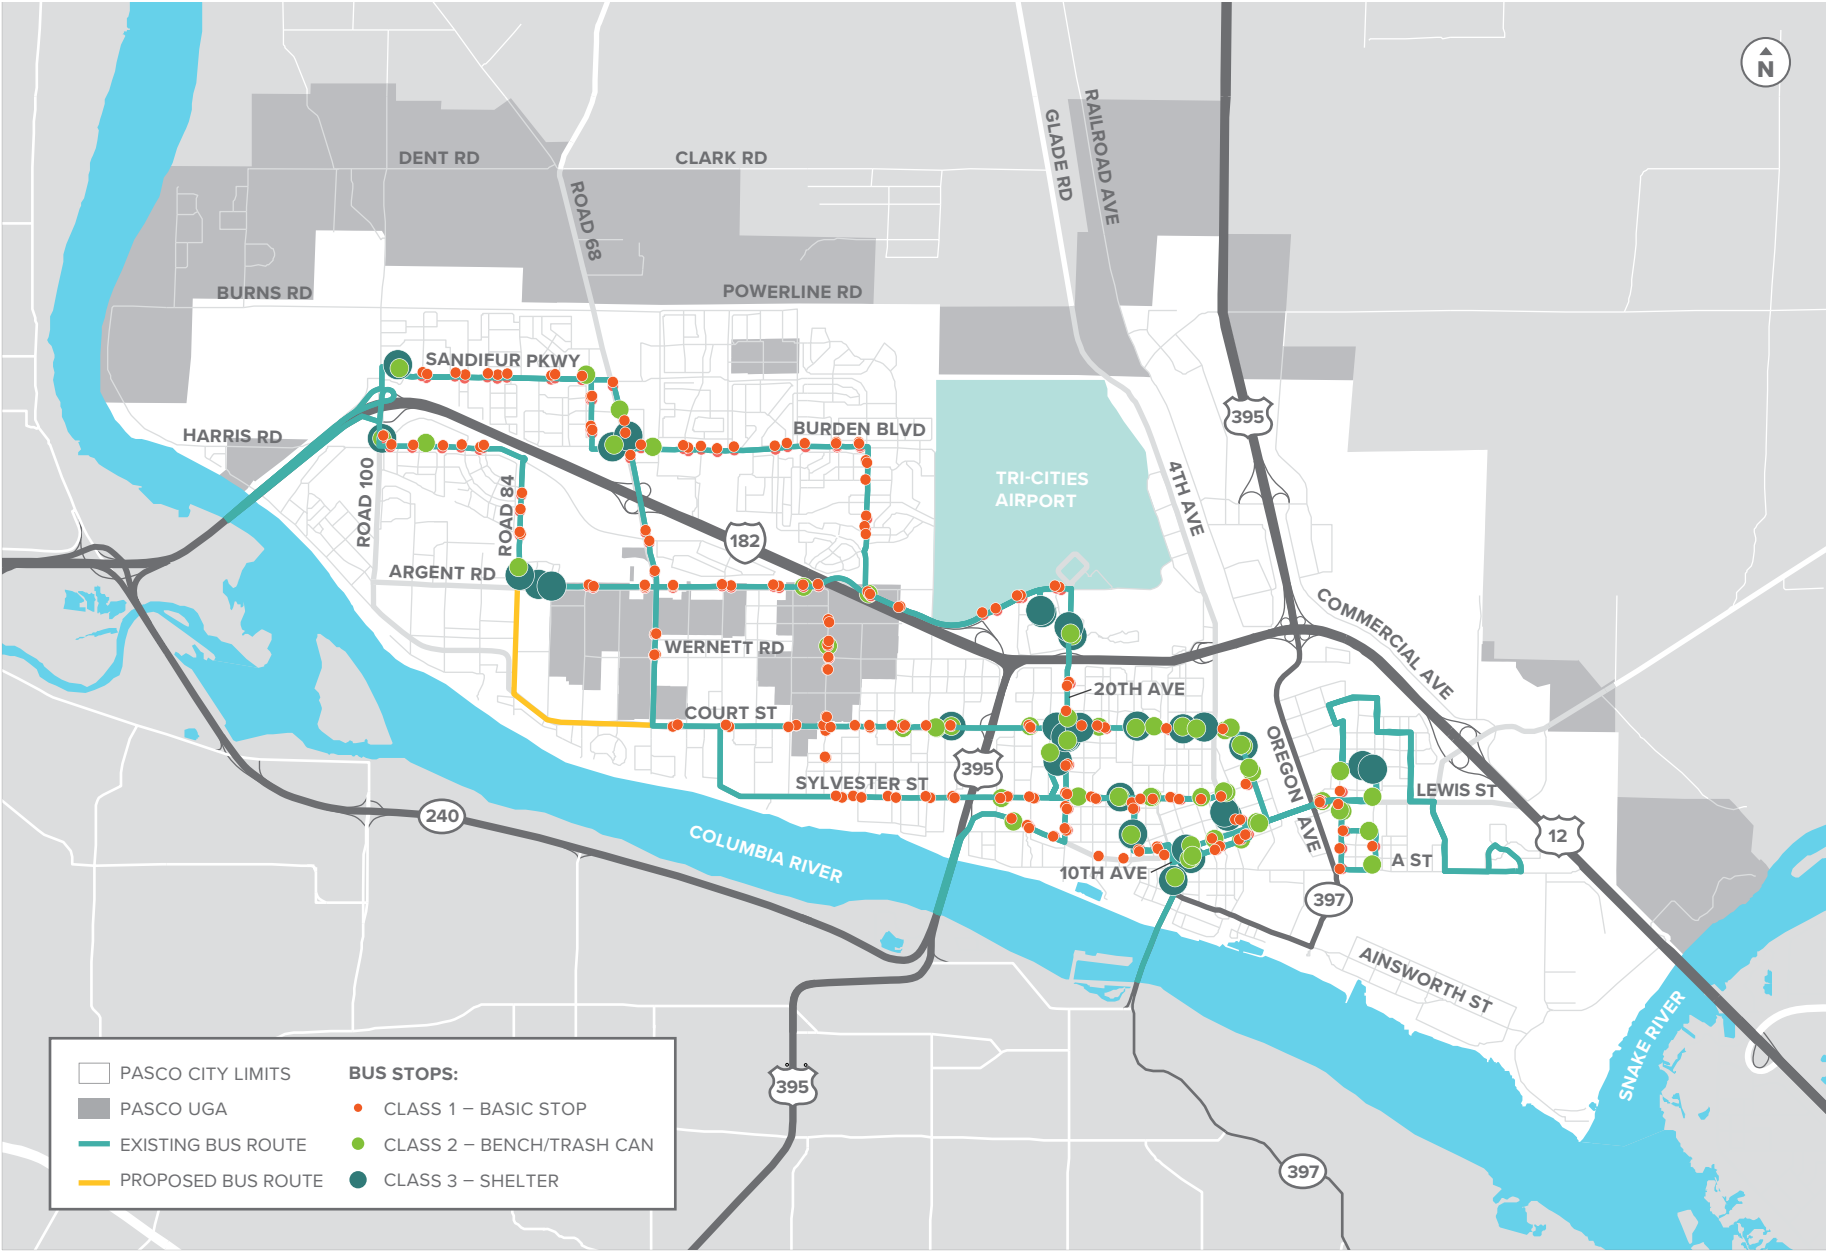 N
DENT RD
CLARK RD
ROAD 68
GLADE RD
RAILROAD AVE
BURNS RD
POWERLINE RD
SANDIFUR PKWY
395
HARRIS RD
BURDEN BLVD
ROAD 100
ROAD 84
TRI-CITIES
AIRPORT
4TH AVE
182
ARGENT RD
COMMERCIAL AVE
WERNETT RD
20TH AVE
COURT ST
OREGON AVE
395
SYLVESTER ST
LEWIS ST
240
COLUMBIA RIVER
12
A ST
10TH AVE
397
AINSWORTH ST
SNAKE RIVER
395
397
PASCO CITY LIMITS
PASCO UGA
EXISTING BUS ROUTE
PROPOSED BUS ROUTE
BUS STOPS:
CLASS 1 – BASIC STOP
CLASS 2 – BENCH/TRASH CAN
CLASS 3 – SHELTER